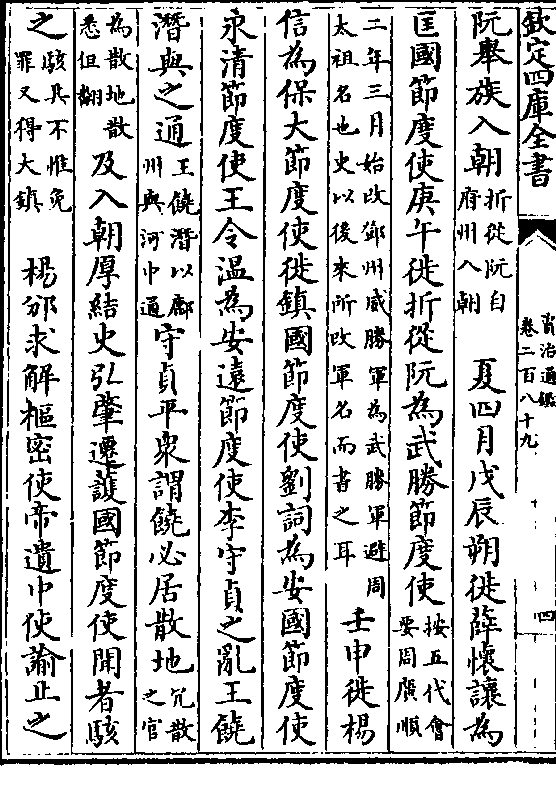 欽定四庫全書
資治通鑑
卷二百八十九
四
阮舉族入朝折從阮自府州入朝 夏四月戊辰朔徙薛懷讓為
匡國節度使庚午徙折從阮為武勝節度使按五代會要周廣順
二年三月始改鄧州威勝軍為武勝軍避周太祖名也史以後來所改軍名而書之耳 壬申徙楊
信為保大節度使徙鎮國節度使劉詞為安國節度使
永清節度使王令温為安遠節度使李守貞之亂王饒
潛與之通王饒潛以鄜州與河中通守貞平衆謂饒必居散地冗散之官
為散地散悉但翻及入朝厚結史弘肇遷護國節度使聞者駭
之駭其不惟免罪又得大鎮 楊邠求解樞密使帝遣中使諭止之